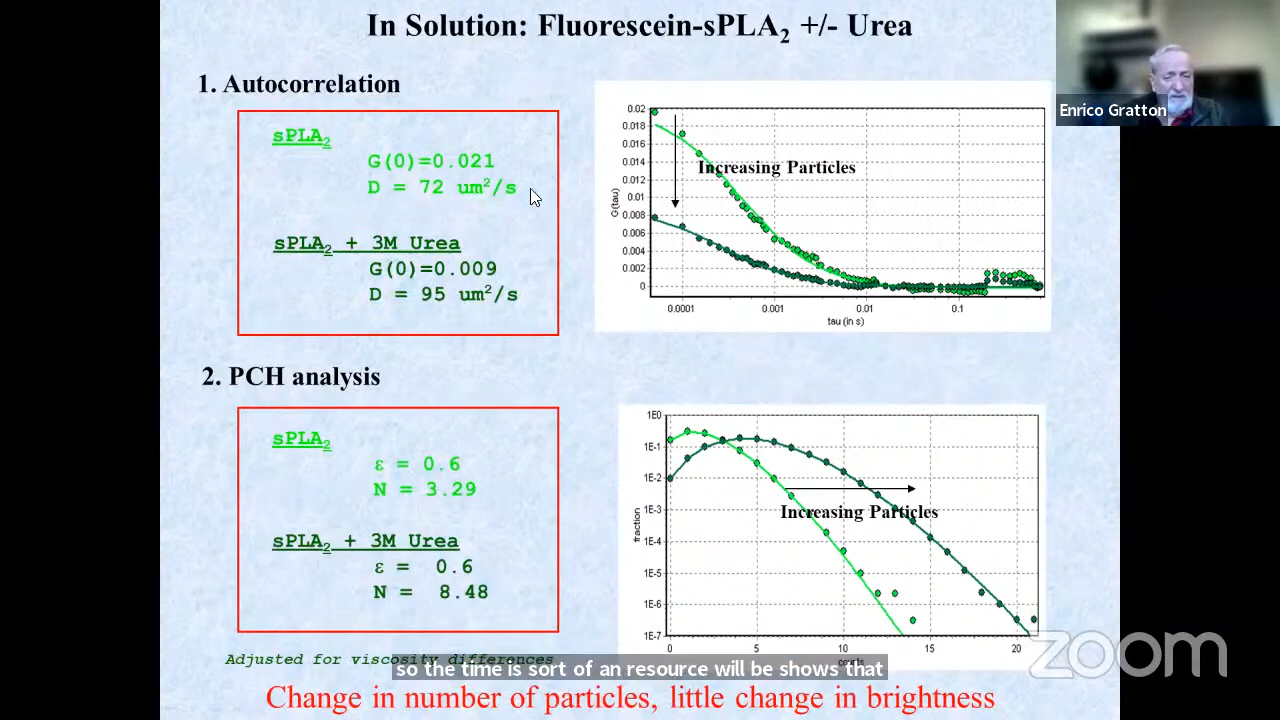 In Solution: Fluorescein-sPLA2 +/- Urea
Enrico Gratton
1. Autocorrelation
sPLA2
G(0)=0.021
D = 72 um²/s
sPLA2 + 3M Urea
G(0)=0.009
D = 95 um²/s
0.02
0.018
0.016
0.014
0.012
0.01
0.008
0.006
0.004
0.002
0
G(tau)
Increasing Particles
0.0001 0.001 0.01 0.1
tau (in s)
2. PCH analysis
sPLA2
ε = 0.6
N = 3.29
sPLA2 + 3M Urea
ε = 0.6
N = 8.48
1E0
1E-1
1E-2
1E-3
1E-4
1E-5
1E-6
1E-7
fraction
Increasing Particles
0 5 10 15 20
Adjusted for viscosity differences
so the time is sort of an resource will be shows that
zoom
Change in number of particles, little change in brightness